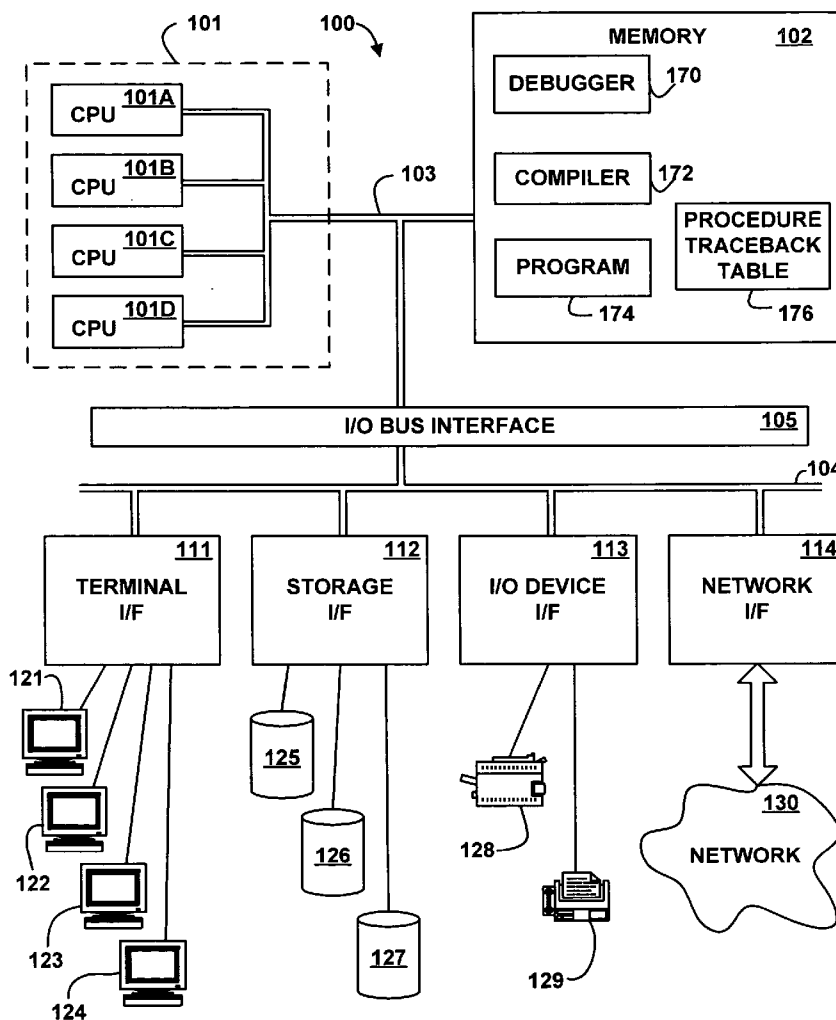 101
100
MEMORY 102
DEBUGGER
170
COMPILER
172
PROGRAM
174
PROCEDURE
TRACEBACK
TABLE
176
101A
CPU
101B
CPU
101C
CPU
101D
CPU
103
I/O BUS INTERFACE 105
104
111
TERMINAL
I/F
112
STORAGE
I/F
113
I/O DEVICE
I/F
114
NETWORK
I/F
121
122
123
124
125
126
127
128
129
130
NETWORK